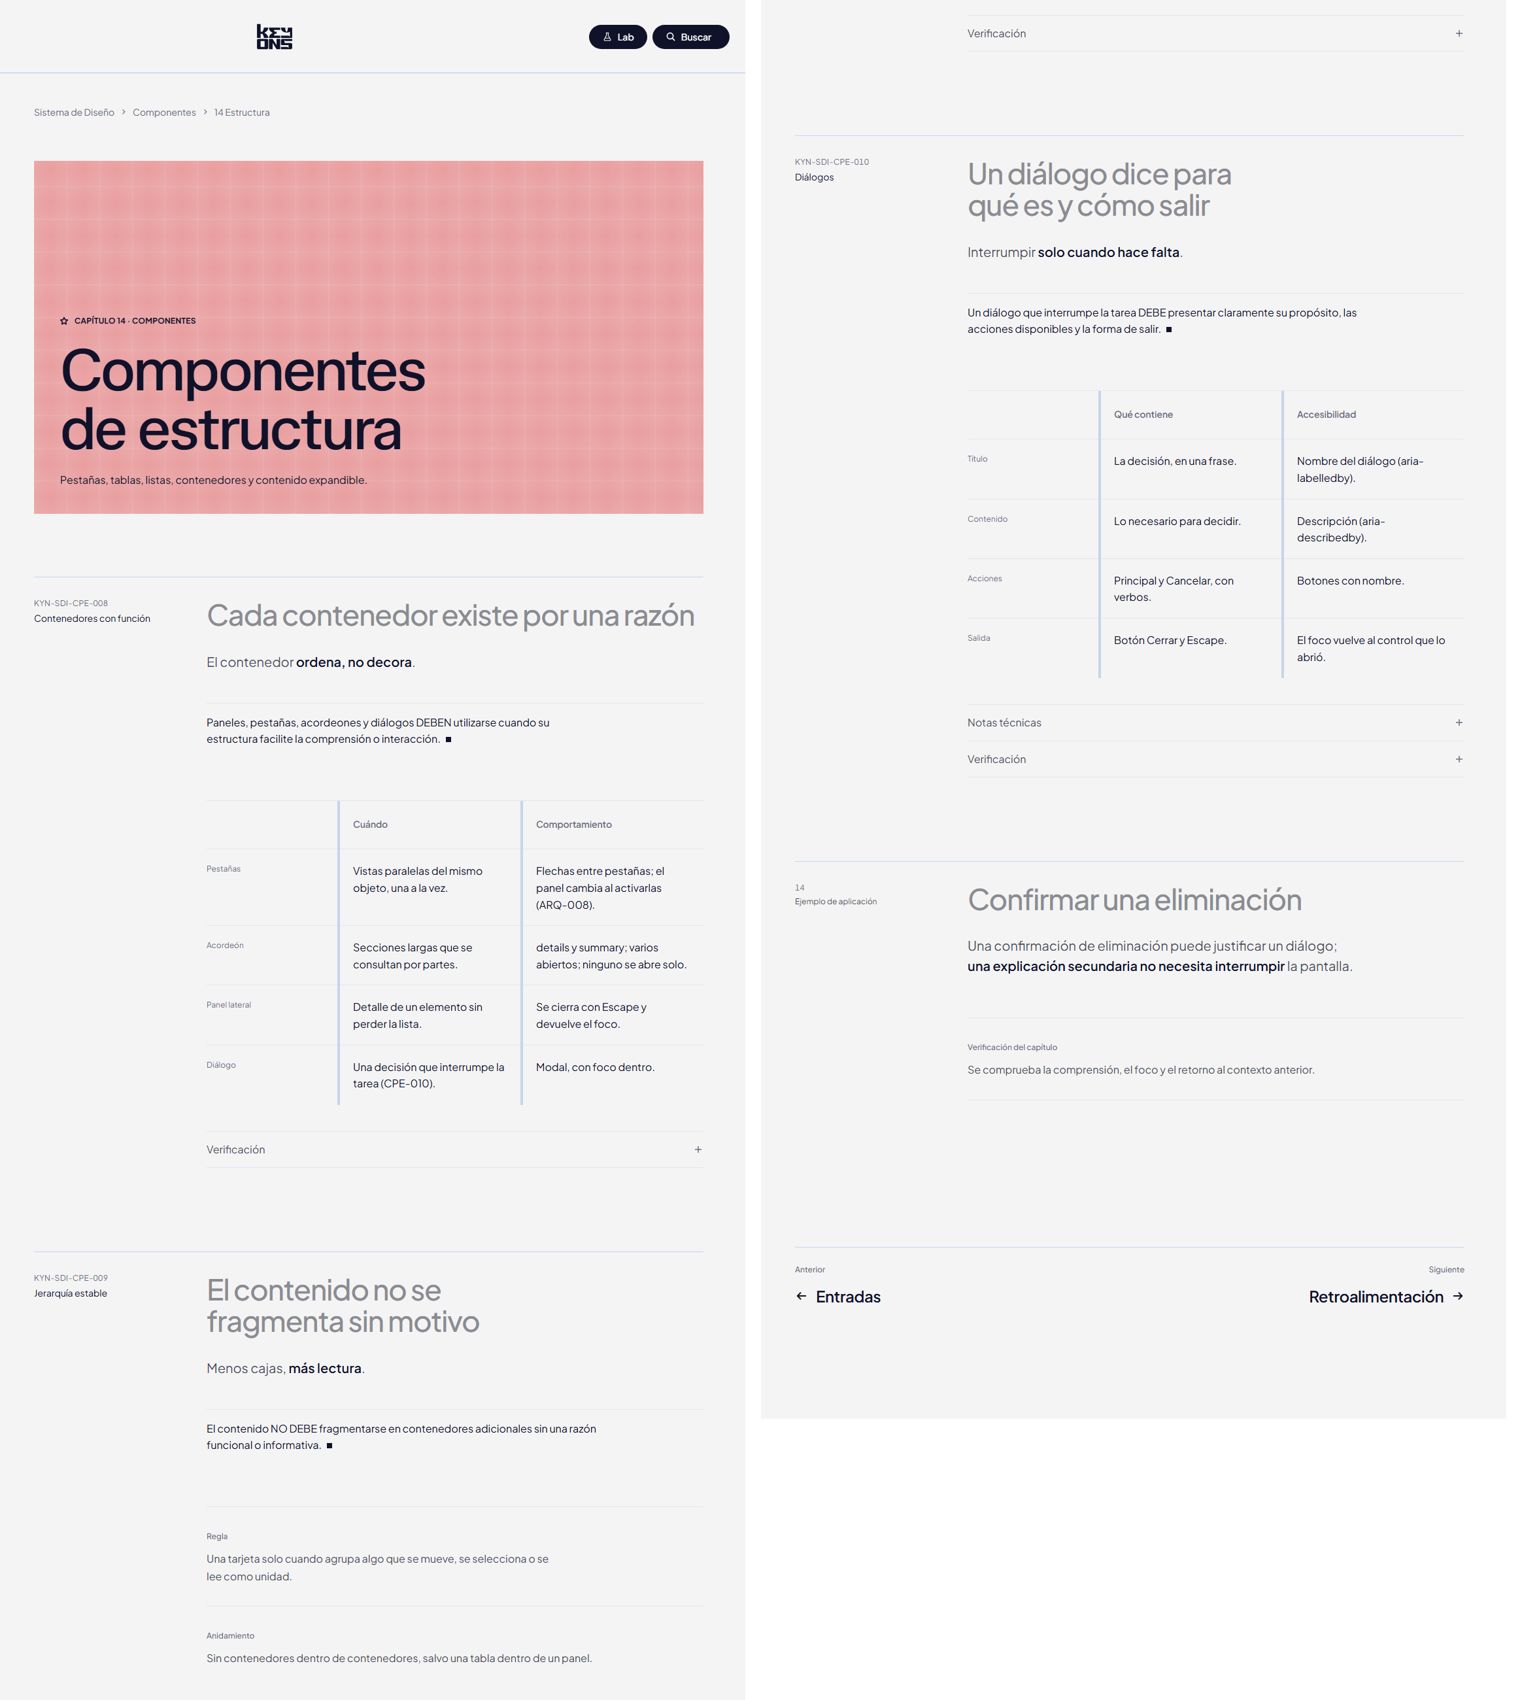 KEY
ONS
Lab
Buscar
Sistema de Diseño > Componentes > 14 Estructura
CAPÍTULO 14 · COMPONENTES
Componentes
de estructura
Pestañas, tablas, listas, contenedores y contenido expandible.
KYN-SDI-CPE-008
Contenedores con función
Cada contenedor existe por una razón
El contenedor ordena, no decora.
Paneles, pestañas, acordeones y diálogos DEBEN utilizarse cuando su
estructura facilite la comprensión o interacción.
Cuándo
Comportamiento
Pestañas
Vistas paralelas del mismo
objeto, una a la vez.
Flechas entre pestañas; el
panel cambia al activarlas
(ARQ-008).
Acordeón
Secciones largas que se
consultan por partes.
details y summary; varios
abiertos; ninguno se abre solo.
Panel lateral
Detalle de un elemento sin
perder la lista.
Se cierra con Escape y
devuelve el foco.
Diálogo
Una decisión que interrumpe la
tarea (CPE-010).
Modal, con foco dentro.
Verificación +
KYN-SDI-CPE-009
Jerarquía estable
El contenido no se
fragmenta sin motivo
Menos cajas, más lectura.
El contenido NO DEBE fragmentarse en contenedores adicionales sin una razón
funcional o informativa.
Regla
Una tarjeta solo cuando agrupa algo que se mueve, se selecciona o se
lee como unidad.
Anidamiento
Sin contenedores dentro de contenedores, salvo una tabla dentro de un panel.
Verificación +
KYN-SDI-CPE-010
Diálogos
Un diálogo dice para
qué es y cómo salir
Interrumpir solo cuando hace falta.
Un diálogo que interrumpe la tarea DEBE presentar claramente su propósito, las
acciones disponibles y la forma de salir.
Qué contiene
Accesibilidad
Título
La decisión, en una frase.
Nombre del diálogo (aria-
labelledby).
Contenido
Lo necesario para decidir.
Descripción (aria-
describedby).
Acciones
Principal y Cancelar, con
verbos.
Botones con nombre.
Salida
Botón Cerrar y Escape.
El foco vuelve al control que lo
abrió.
Notas técnicas +
Verificación +
14
Ejemplo de aplicación
Confirmar una eliminación
Una confirmación de eliminación puede justificar un diálogo;
una explicación secundaria no necesita interrumpir la pantalla.
Verificación del capítulo
Se comprueba la comprensión, el foco y el retorno al contexto anterior.
Anterior
← Entradas
Siguiente
Retroalimentación →